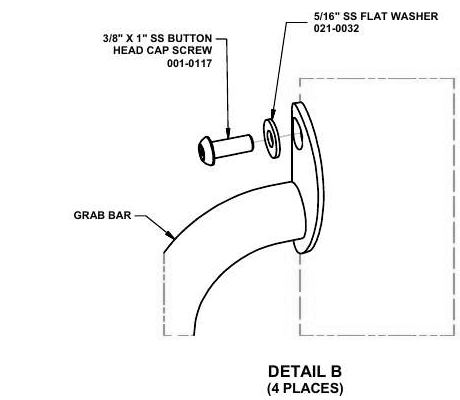 5/16" SS FLAT WASHER
021-0032
3/8" X 1" SS BUTTON
HEAD CAP SCREW
001-0117
GRAB BAR
DETAIL B
(4 PLACES)